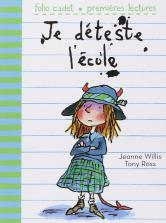 folio cadet • premières lectures
Je déteste
l'école
Jeanne Willis
Tony Ross